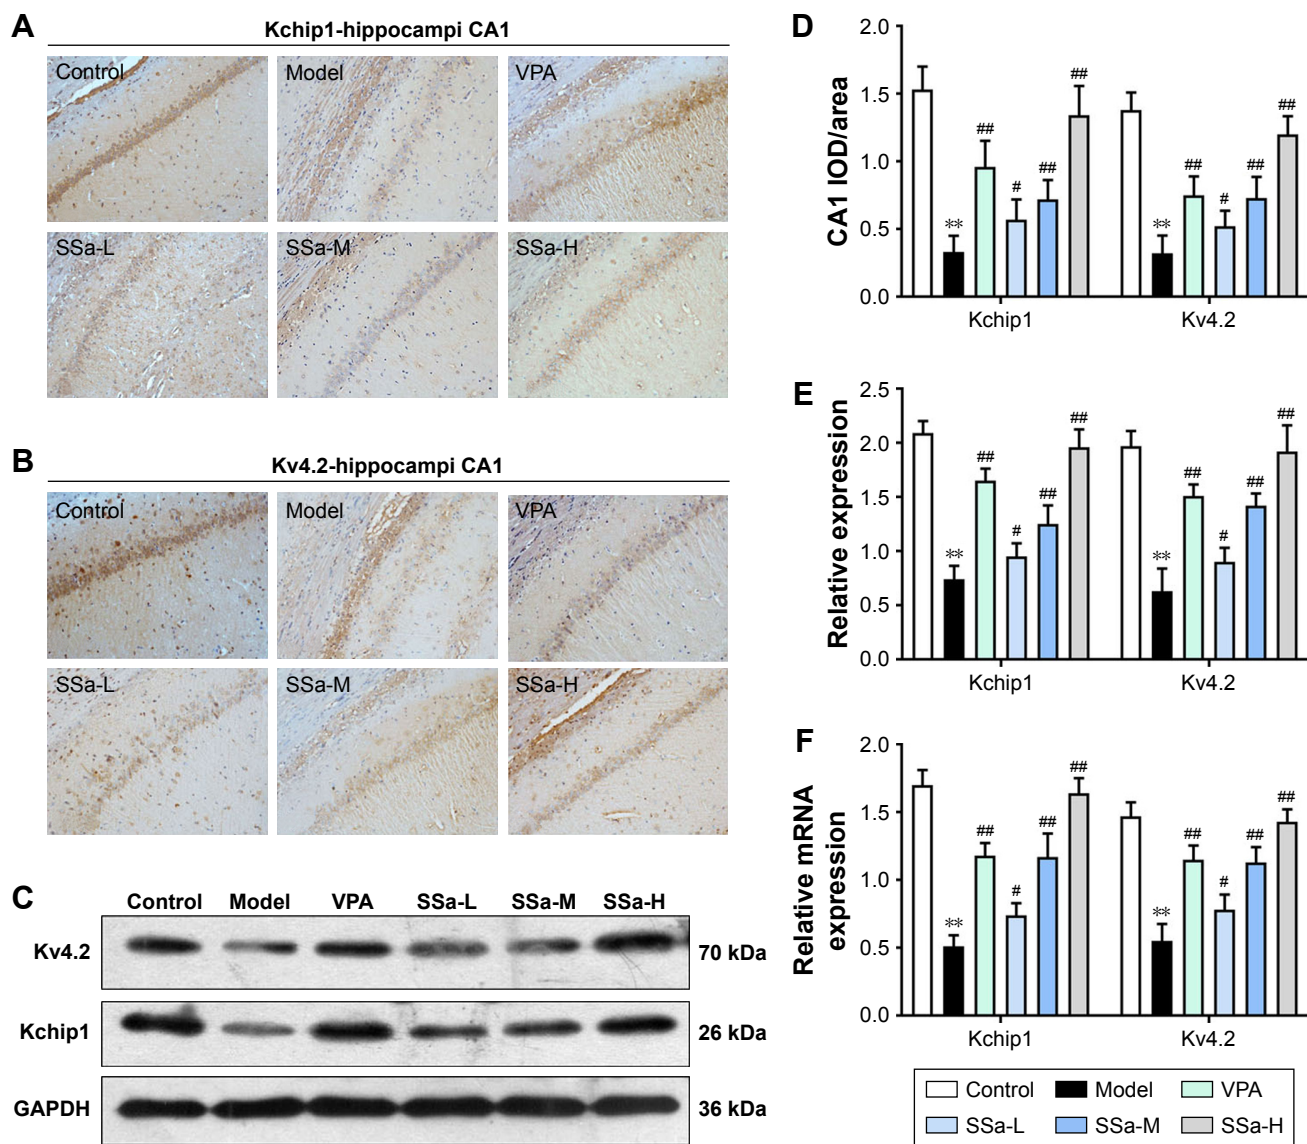 A
Kchip1-hippocampi CA1
Control
Model
VPA
SSa-L
SSa-M
SSa-H
B
Kv4.2-hippocampi CA1
Control
Model
VPA
SSa-L
SSa-M
SSa-H
C
Control Model VPA SSa-L SSa-M SSa-H
Kv4.2 70 kDa
Kchip1 26 kDa
GAPDH 36 kDa
D
CA1 IOD/area
2.0
1.5
1.0
0.5
0.0
** ## # ## ##
** ## # ## ##
Kchip1 Kv4.2
E
Relative expression
2.5
2.0
1.5
1.0
0.5
0.0
** ## # ## ##
** ## # ## ##
Kchip1 Kv4.2
F
Relative mRNA
expression
2.0
1.5
1.0
0.5
0.0
** ## # ## ##
** ## # ## ##
Kchip1 Kv4.2
Control Model VPA
SSa-L SSa-M SSa-H